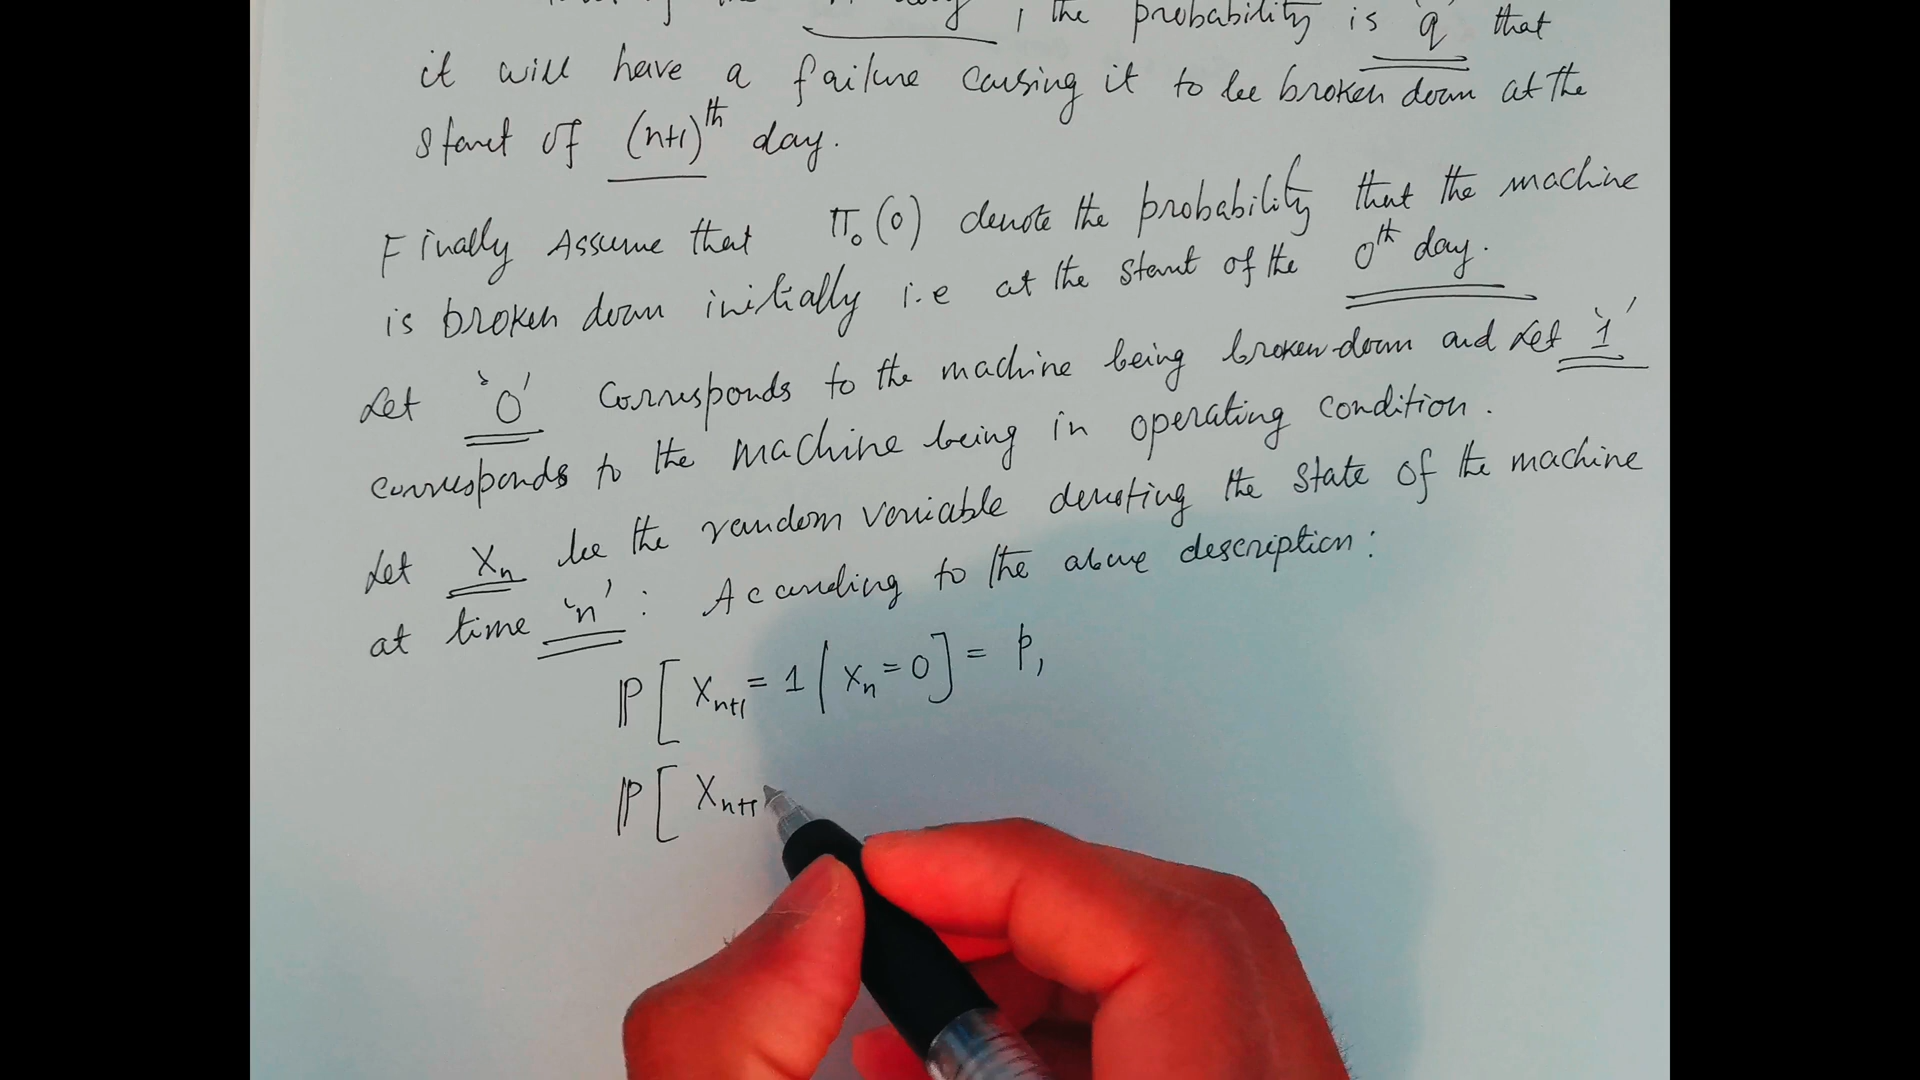 the day, the probability is 'q' that
it will have a failure causing it to be broken down at the
start of (n+1)^th day.
Finally Assume that π₀(0) denote the probability that the machine
is broken down initially i.e at the start of the 0^th day.
Let '0' corresponds to the machine being broken-down and Let '1'
corresponds to the machine being in operating condition.
Let Xₙ be the random variable denoting the state of the machine
at time 'n' : According to the above description:
ℙ[Xₙ₊₁ = 1 | Xₙ = 0] = p,
ℙ[Xₙ₊₁